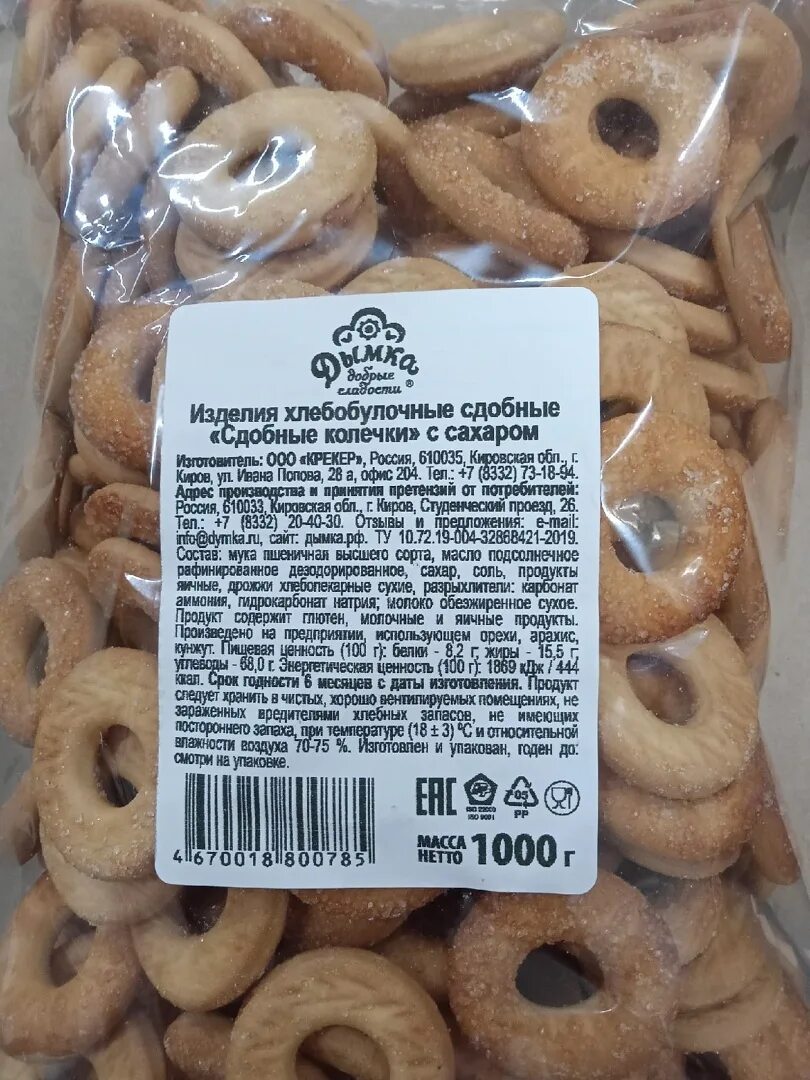 Дымка
добрые
сладости®
Изделия хлебобулочные сдобные
«Сдобные колечки» с сахаром
Изготовитель: ООО «КРЕКЕР», Россия, 610035, Кировская обл., г.
Киров, ул. Ивана Попова, 28 а, офис 204. Тел.: +7 (8332) 73-18-94.
Адрес производства и принятия претензий от потребителей:
Россия, 610033, Кировская обл., г. Киров, Студенческий проезд, 26.
Тел.: +7 (8332) 20-40-30. Отзывы и предложения: e-mail:
info@dymka.ru, сайт: дымка.рф. ТУ 10.72.19-004-32868421-2019.
Состав: мука пшеничная высшего сорта, масло подсолнечное
рафинированное дезодорированное, сахар, соль, продукты
яичные, дрожжи хлебопекарные сухие, разрыхлители: карбонат
аммония, гидрокарбонат натрия; молоко обезжиренное сухое.
Продукт содержит глютен, молочные и яичные продукты.
Произведено на предприятии, использующем орехи, арахис,
кунжут. Пищевая ценность (100 г): белки - 8,2 г, жиры - 15,5 г,
углеводы - 68,0 г. Энергетическая ценность (100 г): 1869 кДж / 444
ккал. Срок годности 6 месяцев с даты изготовления. Продукт
следует хранить в чистых, хорошо вентилируемых помещениях, не
зараженных вредителями хлебных запасов, не имеющих
постороннего запаха, при температуре (18 ± 3) °С и относительной
влажности воздуха 70-75 %. Изготовлен и упакован, годен до:
смотри на упаковке.
EAC
ISO 22000
ISO 9001
05
PP
МАССА
НЕТТО 1000 г
4 670018 800785